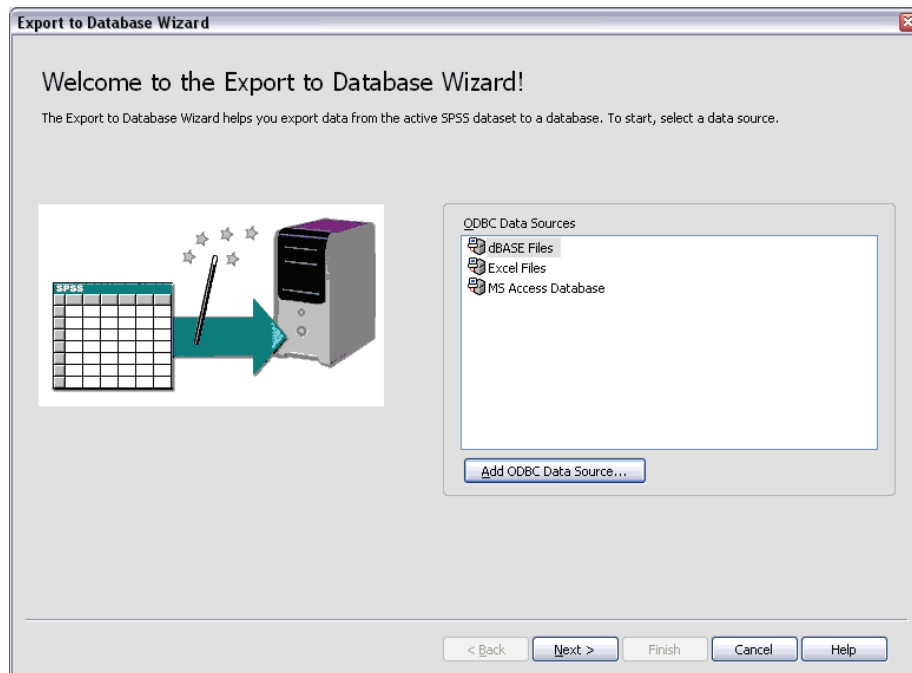 Export to Database Wizard
Welcome to the Export to Database Wizard!
The Export to Database Wizard helps you export data from the active SPSS dataset to a database. To start, select a data source.
SPSS
ODBC Data Sources
dBASE Files
Excel Files
MS Access Database
Add ODBC Data Source...
< Back Next > Finish Cancel Help